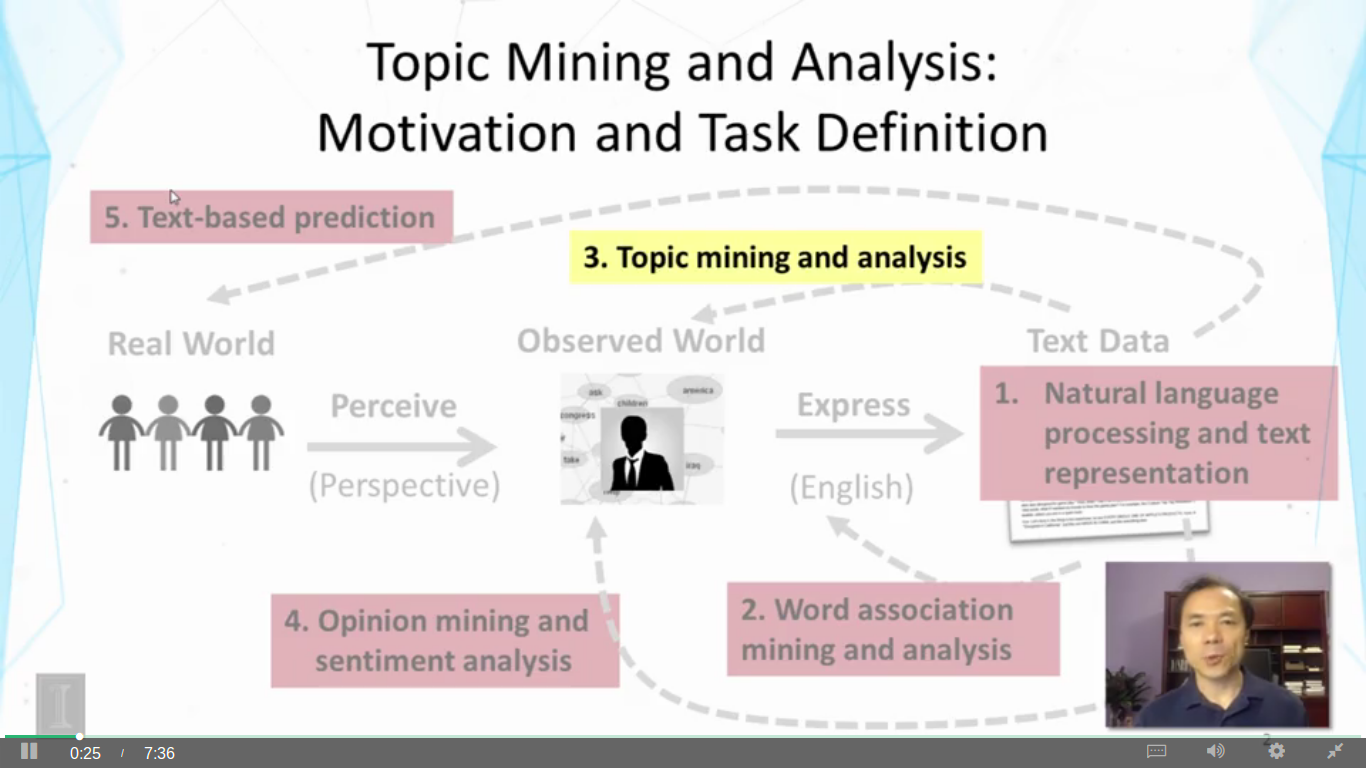 Topic Mining and Analysis:
Motivation and Task Definition
5. Text-based prediction
3. Topic mining and analysis
Real World
Observed World
Text Data
Perceive
(Perspective)
ask
america
children
congress
take
iraq
Express
(English)
1. Natural language
processing and text
representation
4. Opinion mining and
sentiment analysis
2. Word association
mining and analysis
I
2
0:25 / 7:36